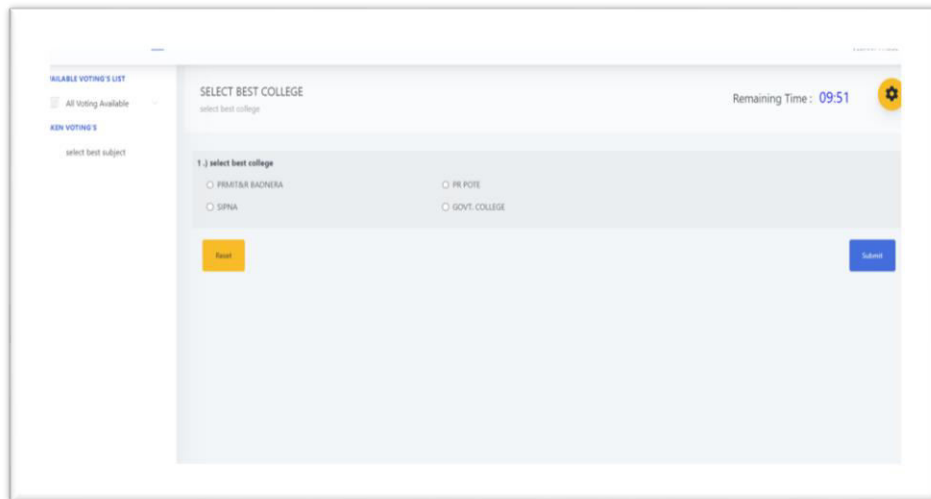 AILABLE VOTING'S LIST
All Voting Available
KEN VOTING'S
select best subject
SELECT BEST COLLEGE
select best college
Remaining Time : 09:51
1 .) select best college
PRMIT&R BADNERA
PR POTE
SIPNA
GOVT. COLLEGE
Reset
Submit